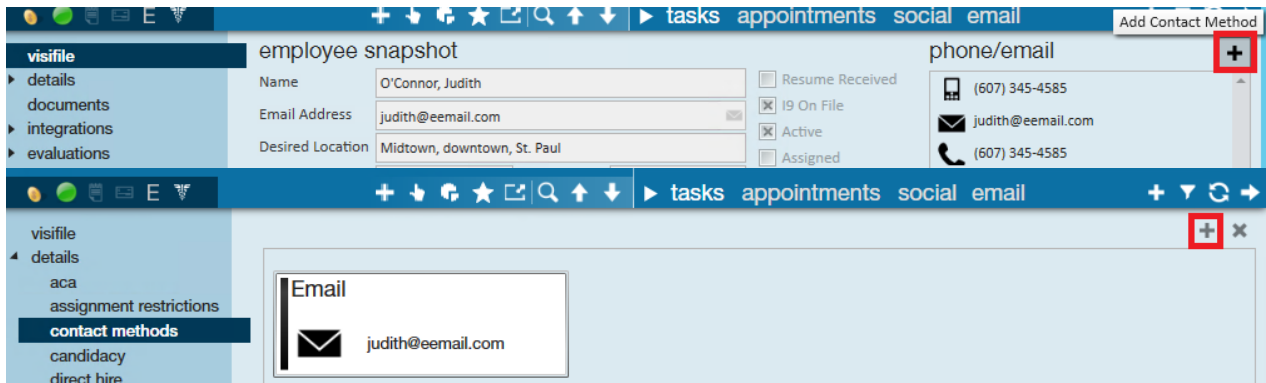 E tasks appointments social email
Add Contact Method
visifile
details
documents
integrations
evaluations
employee snapshot
Name O'Connor, Judith
Email Address judith@eemail.com
Desired Location Midtown, downtown, St. Paul
Resume Received
I9 On File
Active
Assigned
phone/email
(607) 345-4585
judith@eemail.com
(607) 345-4585
E tasks appointments social email
visifile
details
aca
assignment restrictions
contact methods
candidacy
direct hire
Email
judith@eemail.com